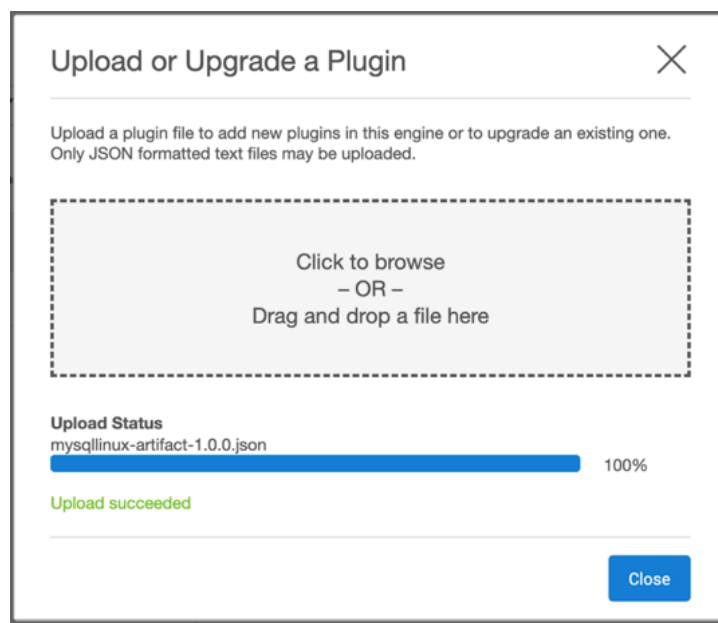 Upload or Upgrade a Plugin
Upload a plugin file to add new plugins in this engine or to upgrade an existing one.
Only JSON formatted text files may be uploaded.
Click to browse
– OR –
Drag and drop a file here
Upload Status
mysqllinux-artifact-1.0.0.json
100%
Upload succeeded
Close